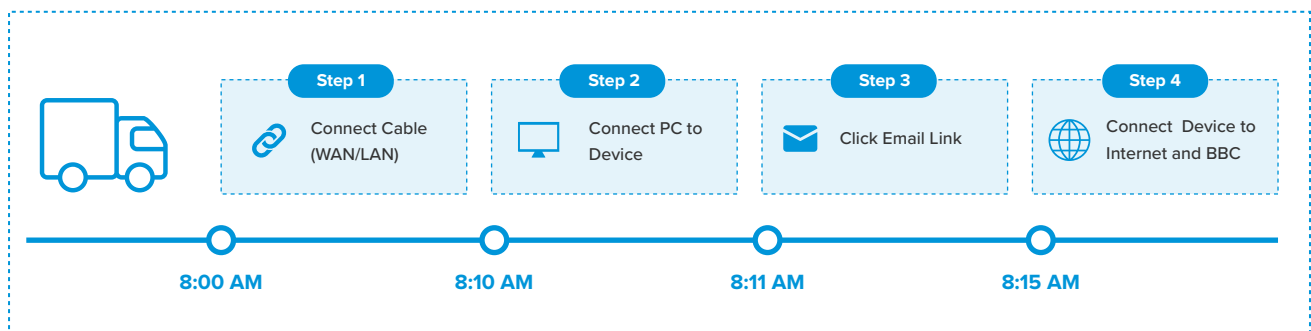 Step 1
Connect Cable
(WAN/LAN)
Step 2
Connect PC to
Device
Step 3
Click Email Link
Step 4
Connect Device to
Internet and BBC
8:00 AM
8:10 AM
8:11 AM
8:15 AM